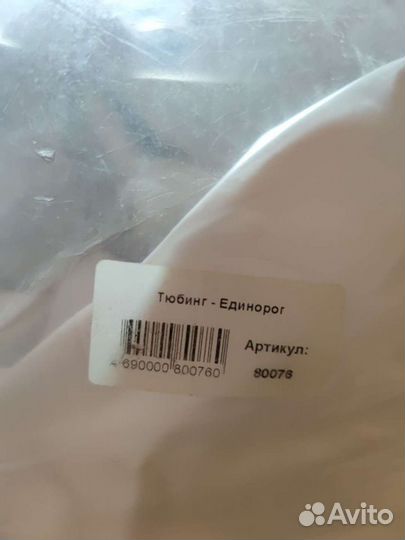 Тюбинг - Единорог
Артикул:
80076
4 690000 800760
Avito